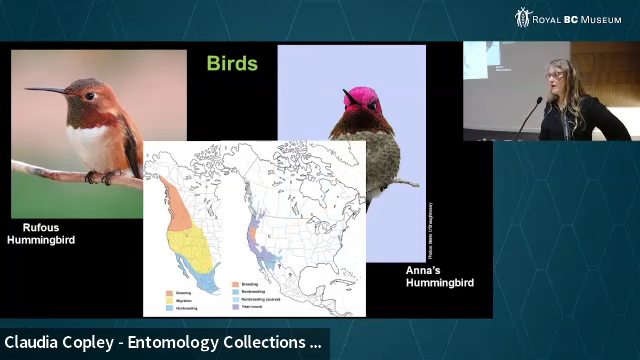 ROYAL BC MUSEUM
Birds
Rufous
Hummingbird
Anna's
Hummingbird
Breeding
Migration
Nonbreeding
Breeding
Nonbreeding
Nonbreeding (scarce)
Year-round
Claudia Copley - Entomology Collections ...